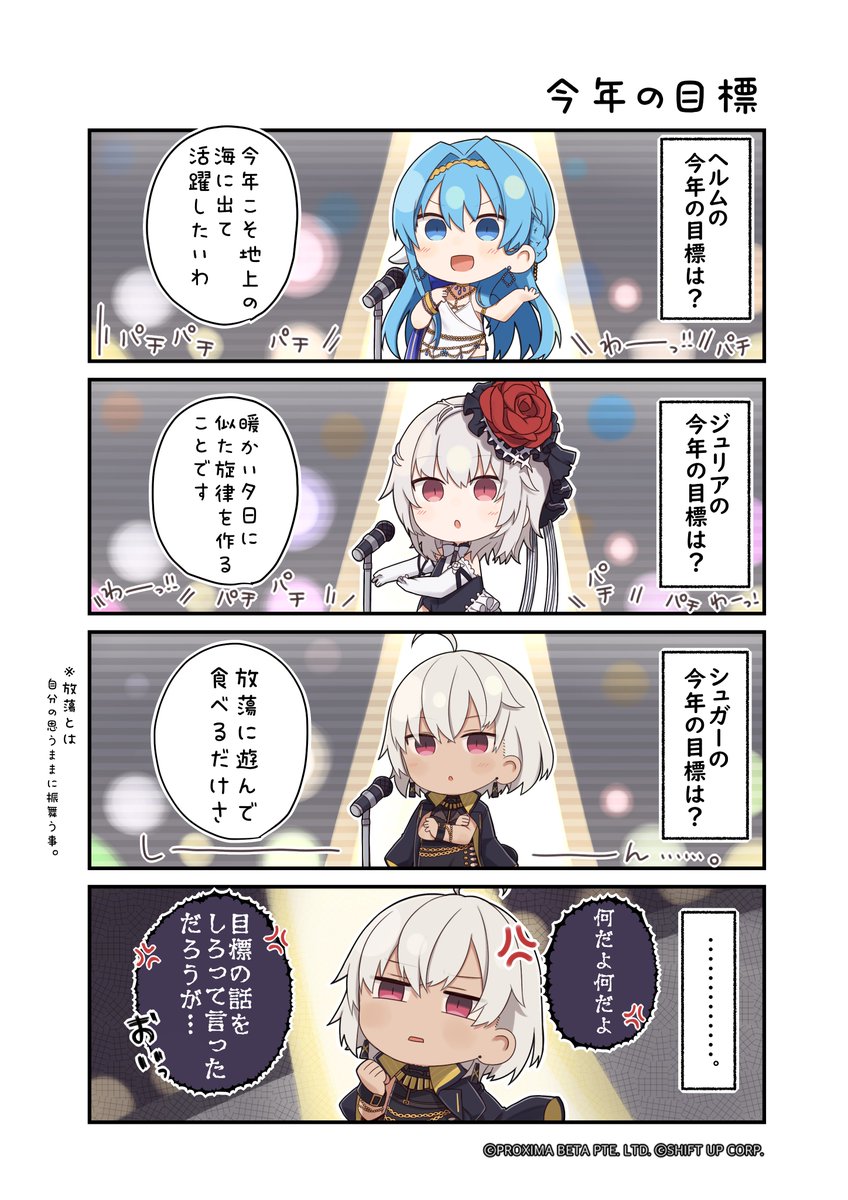 今年の目標
ヘルムの
今年の目標は？
今年こそ地上の
海に出て
活躍したいわ
わーっ!!
パチ
パチ
パチ
パチ
ジュリアの
今年の目標は？
暖かい夕日に
似た旋律を作る
ことです
わーっ!!
パチ
パチ
パチ
パチ
わーっ!
シュガーの
今年の目標は？
放蕩に遊んで
食べるだけさ
しーーん……。
※放蕩とは
自分の思うままに振舞う事。
…………。
何だよ何だよ
目標の話を
しろって言った
だろうが…
おいっ
©PROXIMA BETA PTE. LTD. ©SHIFT UP CORP.